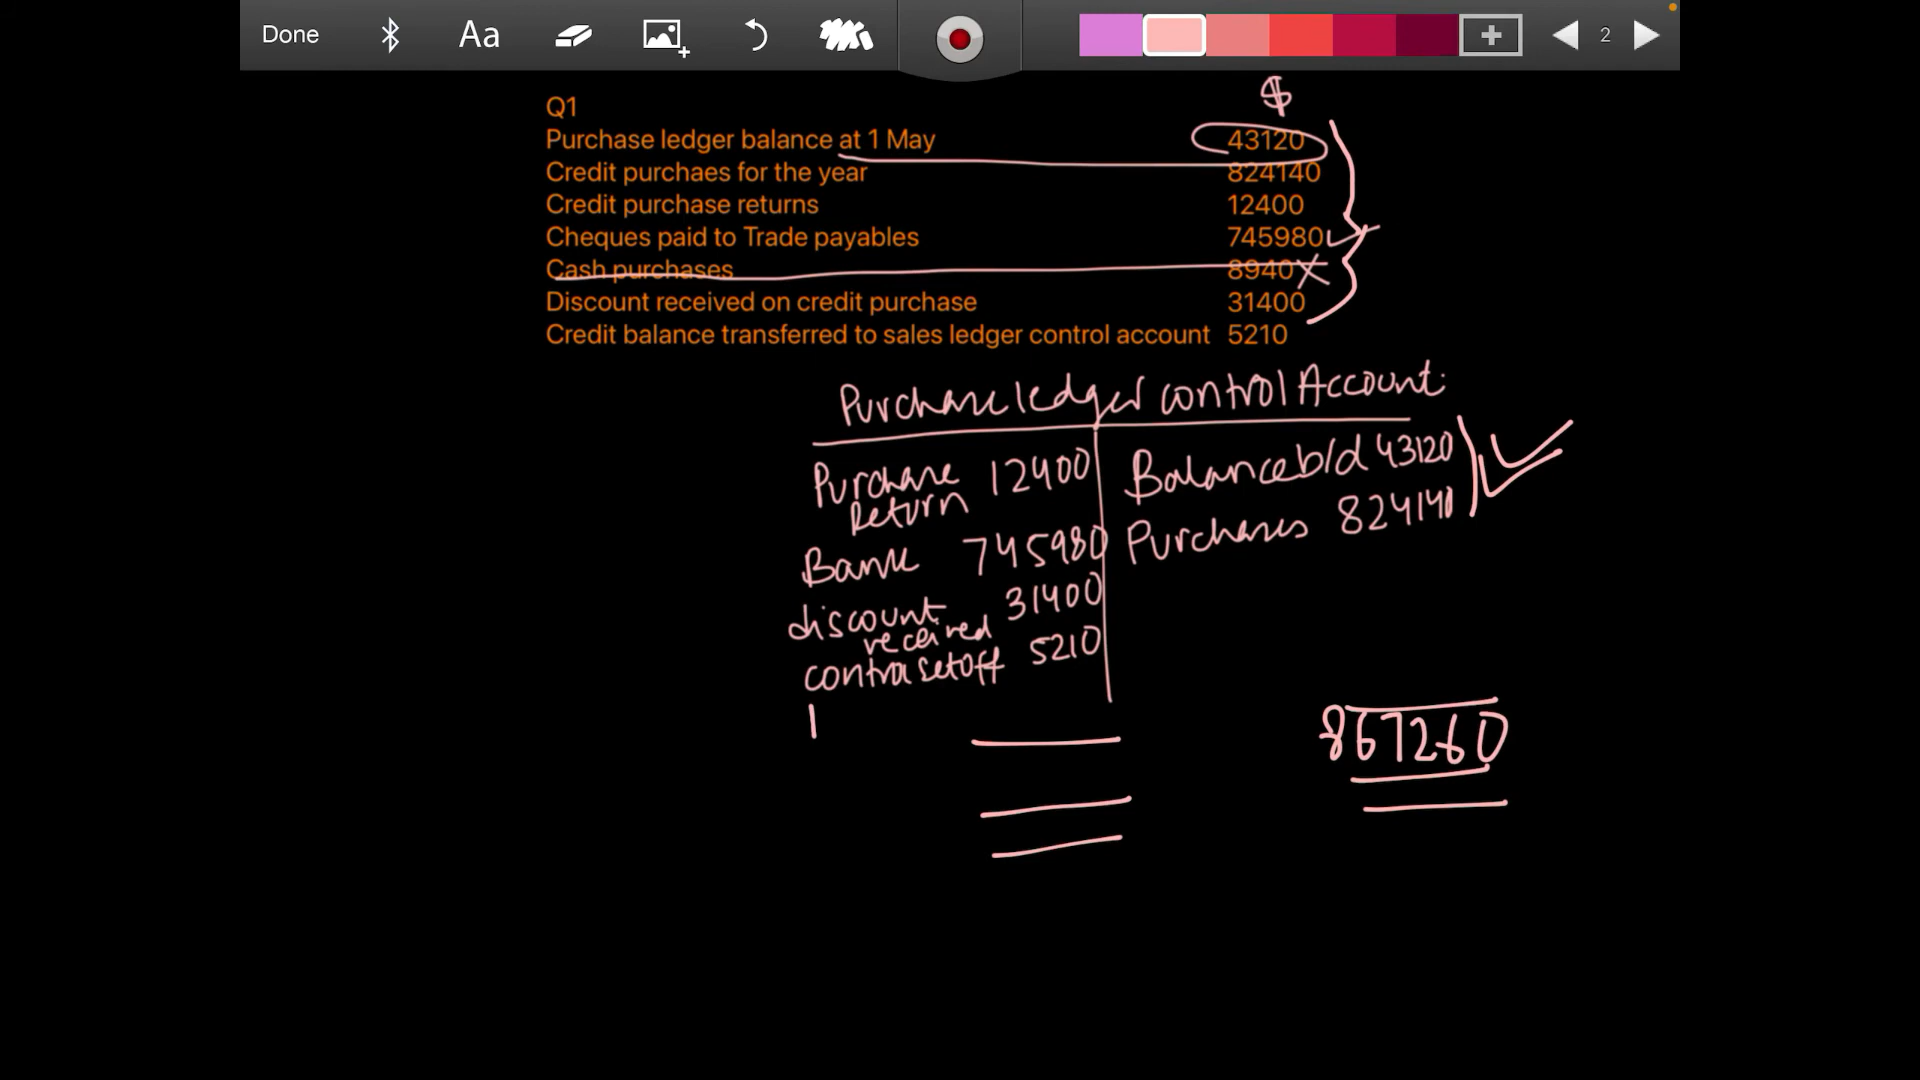 Done
Aa
2
$
Q1
Purchase ledger balance at 1 May 43120
Credit purchaes for the year 824140
Credit purchase returns 12400
Cheques paid to Trade payables 745980
Cash purchases 8940
Discount received on credit purchase 31400
Credit balance transferred to sales ledger control account 5210
Purchase ledger control Account
Purchase 12400 Balance b/d 43120
Return
Purchases 824140
Bank 745980
discount 31400
received
contra setoff 5210
867260